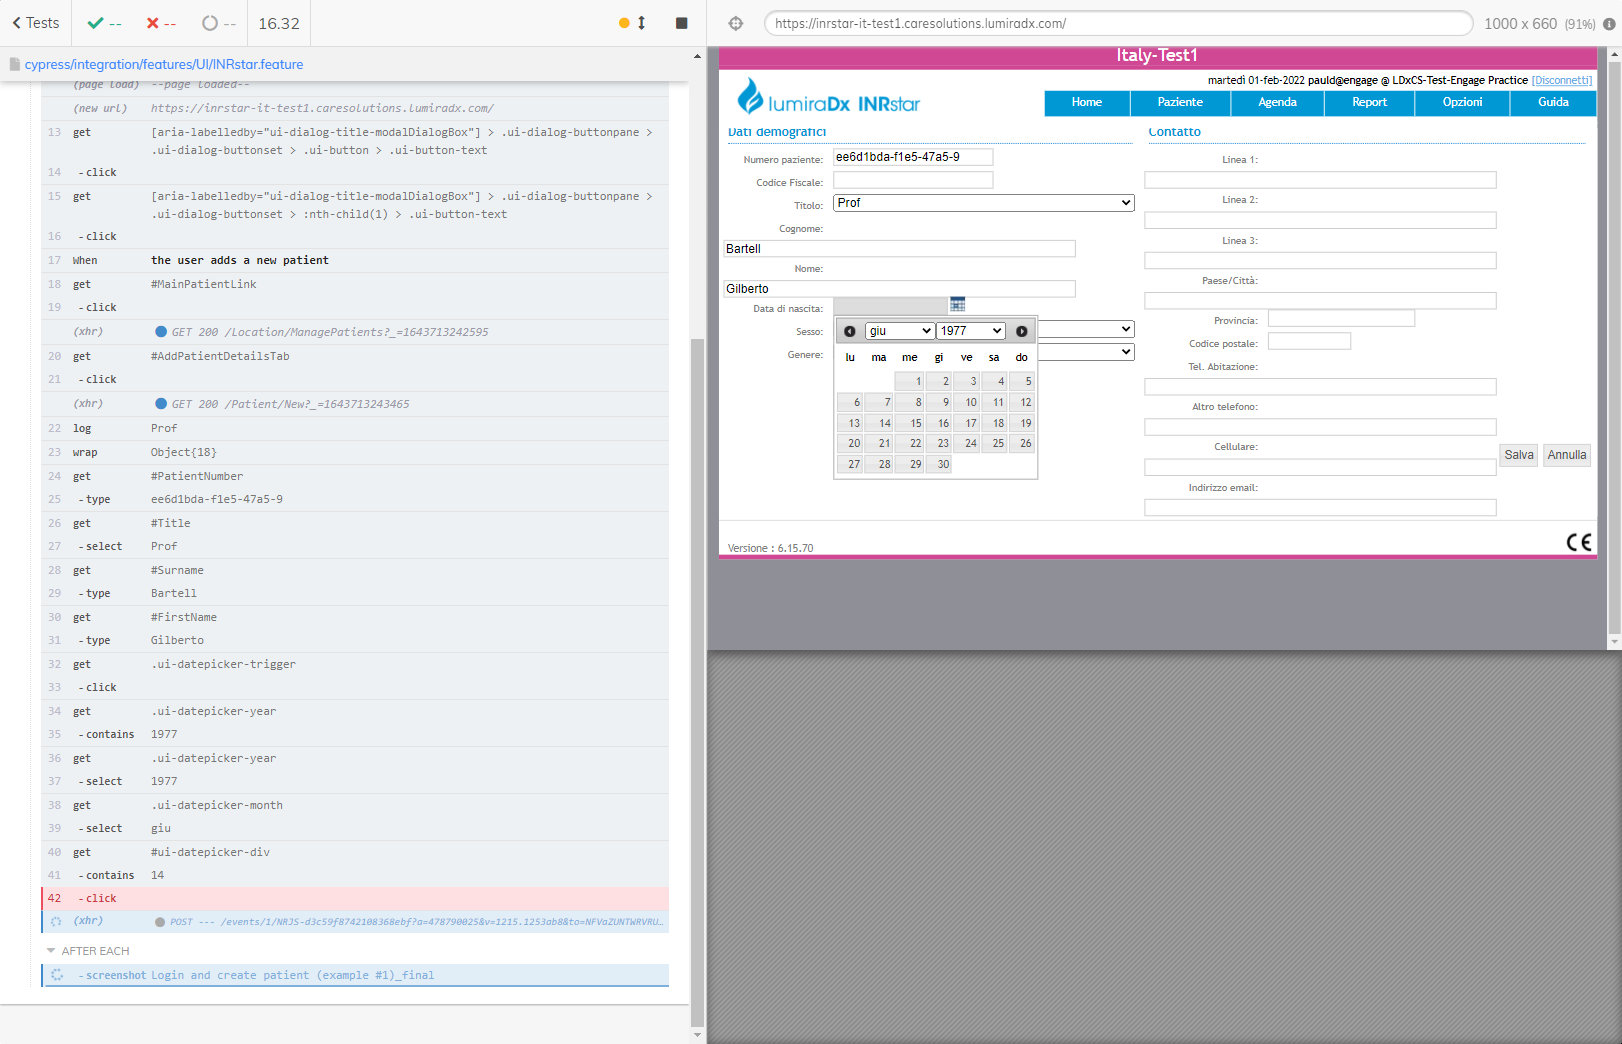 Tests
--
--
--
16.32
cypress/integration/features/UI/INRstar.feature
(page load) --page loaded--
(new url) https://inrstar-it-test1.caresolutions.lumiradx.com/
13 get [aria-labelledby="ui-dialog-title-modalDialogBox"] > .ui-dialog-buttonpane >
.ui-dialog-buttonset > .ui-button > .ui-button-text
14 -click
15 get [aria-labelledby="ui-dialog-title-modalDialogBox"] > .ui-dialog-buttonpane >
.ui-dialog-buttonset > :nth-child(1) > .ui-button-text
16 -click
17 When the user adds a new patient
18 get #MainPatientLink
19 -click
(xhr) GET 200 /Location/ManagePatients?_=1643713242595
20 get #AddPatientDetailsTab
21 -click
(xhr) GET 200 /Patient/New?_=1643713243465
22 log Prof
23 wrap Object{18}
24 get #PatientNumber
25 -type ee6d1bda-f1e5-47a5-9
26 get #Title
27 -select Prof
28 get #Surname
29 -type Bartell
30 get #FirstName
31 -type Gilberto
32 get .ui-datepicker-trigger
33 -click
34 get .ui-datepicker-year
35 -contains 1977
36 get .ui-datepicker-year
37 -select 1977
38 get .ui-datepicker-month
39 -select giu
40 get #ui-datepicker-div
41 -contains 14
42 -click
(xhr) POST --- /events/1/NRJS-d3c59f8742108368ebf?a=478790025&v=1215.1253ab8&to=NFVaZUNTWRVRU…
AFTER EACH
-screenshot Login and create patient (example #1)_final
https://inrstar-it-test1.caresolutions.lumiradx.com/
1000 x 660 (91%)
Italy-Test1
martedì 01-feb-2022 pauld@engage @ LDxCS-Test-Engage Practice [Disconnetti]
lumiraDx INRstar
Home Paziente Agenda Report Opzioni Guida
Dati demografici
Numero paziente: ee6d1bda-f1e5-47a5-9
Codice Fiscale:
Titolo: Prof
Cognome:
Bartell
Nome:
Gilberto
Data di nascita:
Sesso:
Genere:
giu 1977
lu ma me gi ve sa do
1 2 3 4 5
6 7 8 9 10 11 12
13 14 15 16 17 18 19
20 21 22 23 24 25 26
27 28 29 30
Contatto
Linea 1:
Linea 2:
Linea 3:
Paese/Città:
Provincia:
Codice postale:
Tel. Abitazione:
Altro telefono:
Cellulare:
Indirizzo email:
Salva Annulla
Versione : 6.15.70
CE